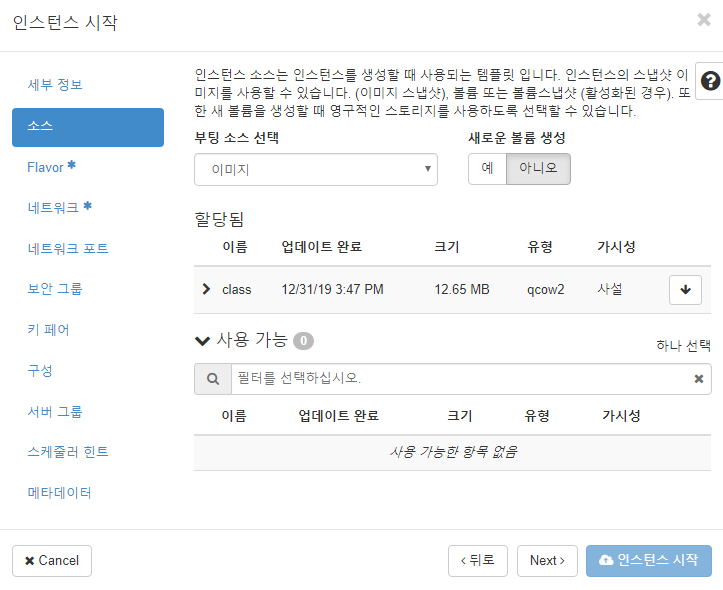 인스턴스 시작
세부 정보
소스
Flavor *
네트워크 *
네트워크 포트
보안 그룹
키 페어
구성
서버 그룹
스케줄러 힌트
메타데이터
인스턴스 소스는 인스턴스를 생성할 때 사용되는 템플릿 입니다. 인스턴스의 스냅샷 이
미지를 사용할 수 있습니다. (이미지 스냅샷), 볼륨 또는 볼륨스냅샷 (활성화된 경우). 또
한 새 볼륨을 생성할 때 영구적인 스토리지를 사용하도록 선택할 수 있습니다.
부팅 소스 선택 새로운 볼륨 생성
이미지 예 아니오
할당됨
이름 업데이트 완료 크기 유형 가시성
class 12/31/19 3:47 PM 12.65 MB qcow2 사설
사용 가능 0 하나 선택
필터를 선택하십시오.
이름 업데이트 완료 크기 유형 가시성
사용 가능한 항목 없음
Cancel < 뒤로 Next > 인스턴스 시작